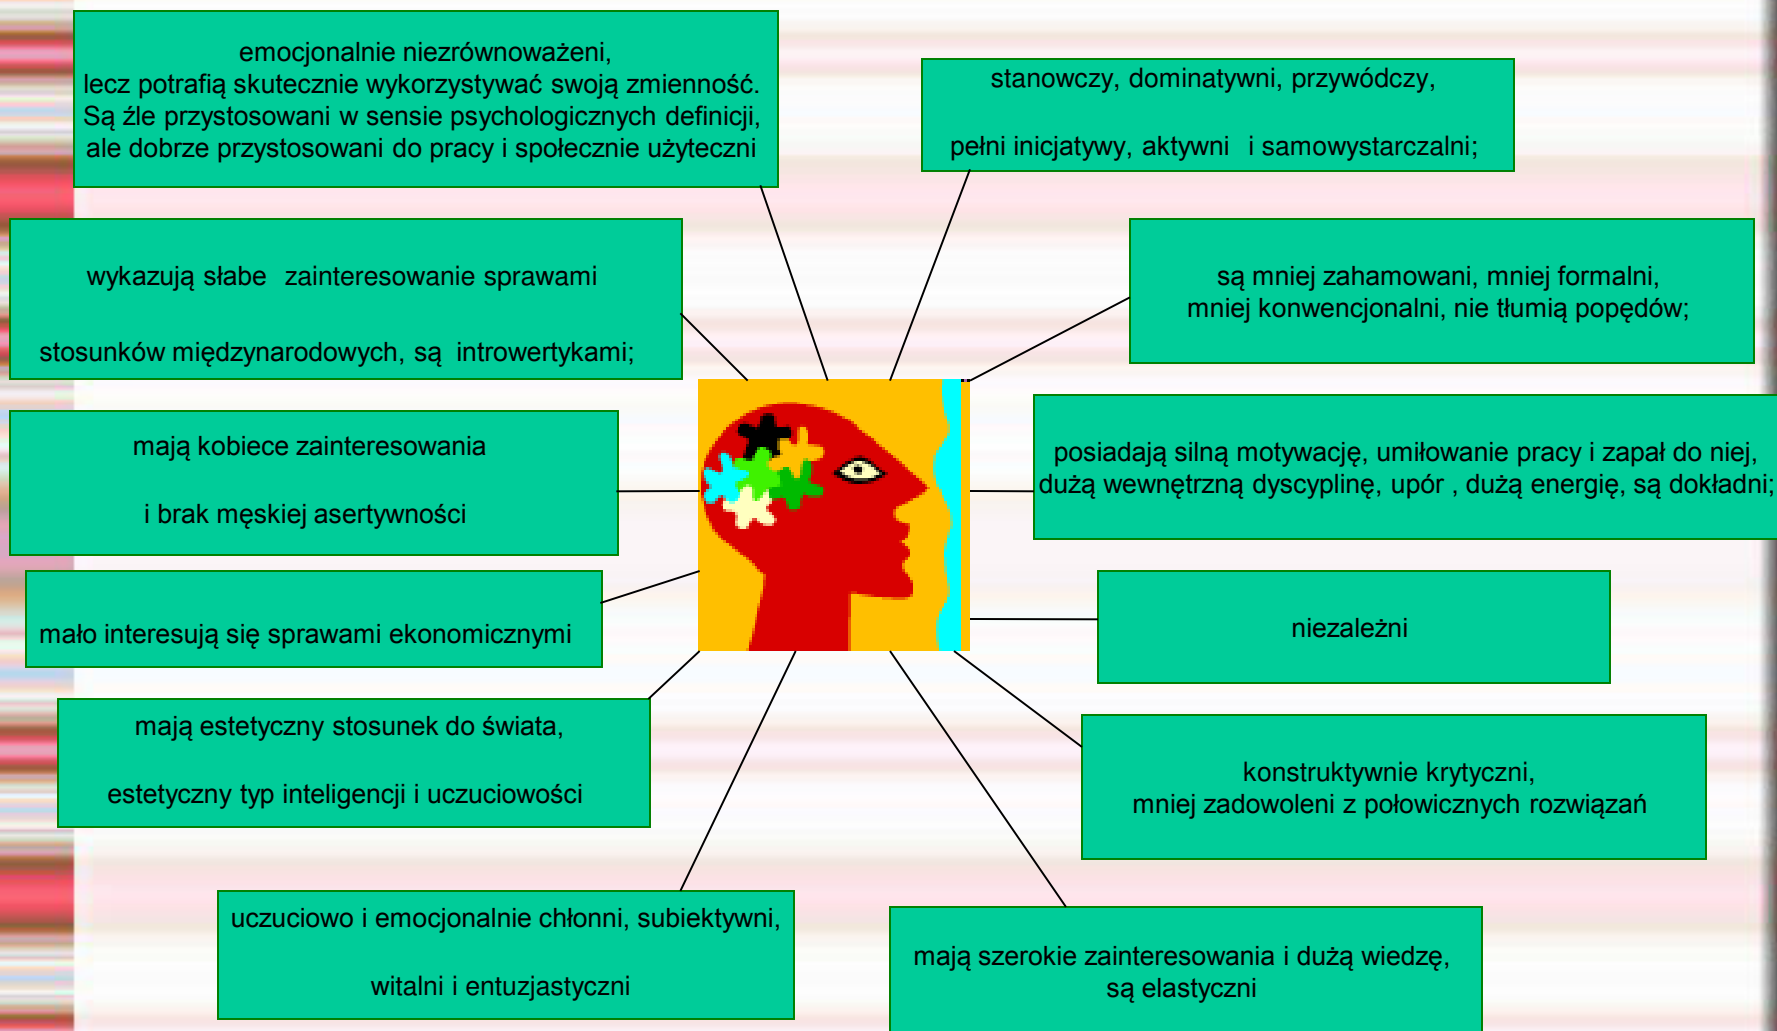 emocjonalnie niezrównoważeni,
lecz potrafią skutecznie wykorzystywać swoją zmienność.
Są źle przystosowani w sensie psychologicznych definicji,
ale dobrze przystosowani do pracy i społecznie użyteczni
stanowczy, dominatywni, przywódczy,
pełni inicjatywy, aktywni i samowystarczalni;
wykazują słabe zainteresowanie sprawami
stosunków międzynarodowych, są introwertykami;
są mniej zahamowani, mniej formalni,
mniej konwencjonalni, nie tłumią popędów;
mają kobiece zainteresowania
i brak męskiej asertywności
posiadają silną motywację, umiłowanie pracy i zapał do niej,
dużą wewnętrzną dyscyplinę, upór , dużą energię, są dokładni;
mało interesują się sprawami ekonomicznymi
niezależni
mają estetyczny stosunek do świata,
estetyczny typ inteligencji i uczuciowości
konstruktywnie krytyczni,
mniej zadowoleni z połowicznych rozwiązań
uczuciowo i emocjonalnie chłonni, subiektywni,
witalni i entuzjastyczni
mają szerokie zainteresowania i dużą wiedzę,
są elastyczni